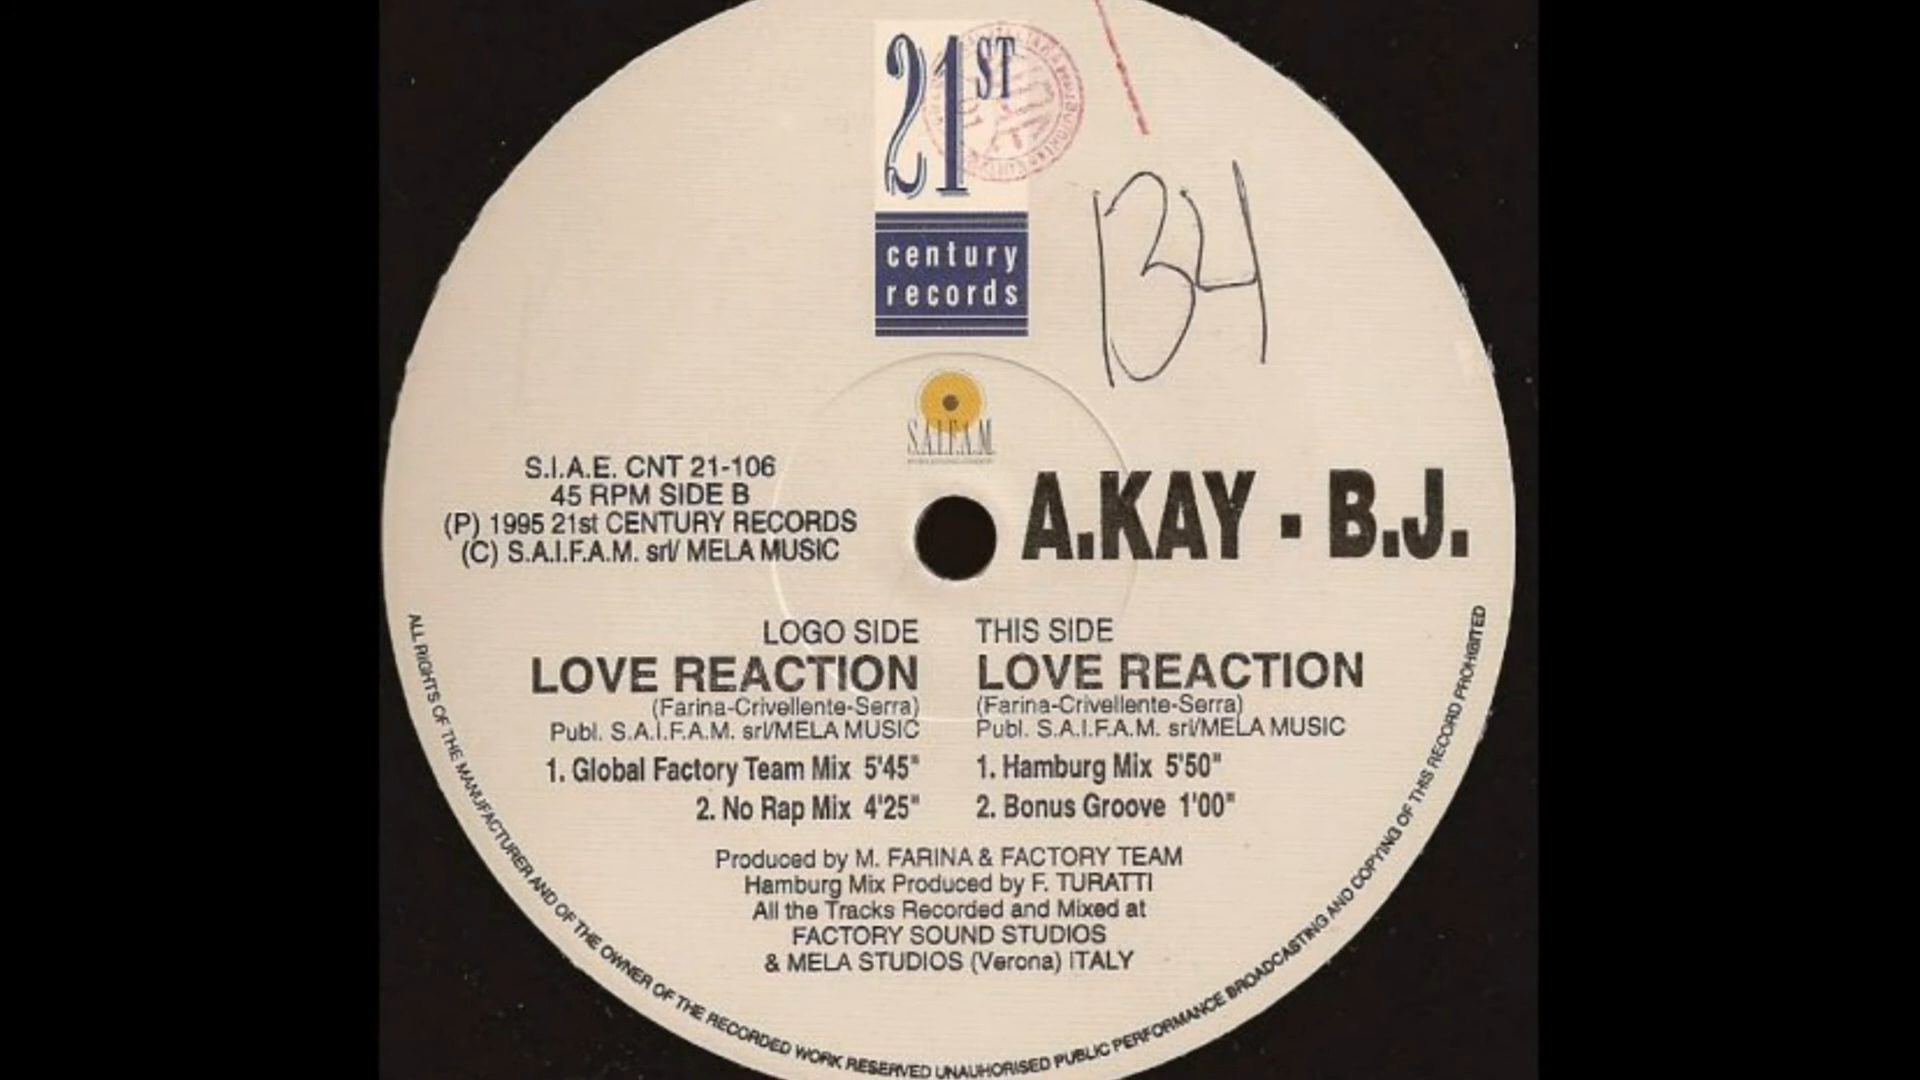 21ST
century
records
B4
S.A.I.F.A.M.
S.I.A.E. CNT 21-106
45 RPM SIDE B
(P) 1995 21st CENTURY RECORDS
(C) S.A.I.F.A.M. srl/ MELA MUSIC
A.KAY - B.J.
LOGO SIDE
LOVE REACTION
(Farina-Crivellente-Serra)
Publ. S.A.I.F.A.M. srl/MELA MUSIC
1. Global Factory Team Mix 5'45"
2. No Rap Mix 4'25"
THIS SIDE
LOVE REACTION
(Farina-Crivellente-Serra)
Publ. S.A.I.F.A.M. srl/MELA MUSIC
1. Hamburg Mix 5'50"
2. Bonus Groove 1'00"
Produced by M. FARINA & FACTORY TEAM
Hamburg Mix Produced by F. TURATTI
All the Tracks Recorded and Mixed at
FACTORY SOUND STUDIOS
& MELA STUDIOS (Verona) ITALY
ALL RIGHTS OF THE MANUFACTURER AND OF THE OWNER OF THE RECORDED WORK RESERVED UNAUHORISED PUBLIC PERFORMANCE BROADCASTING AND COPYING OF THIS RECORD PROHIBITED